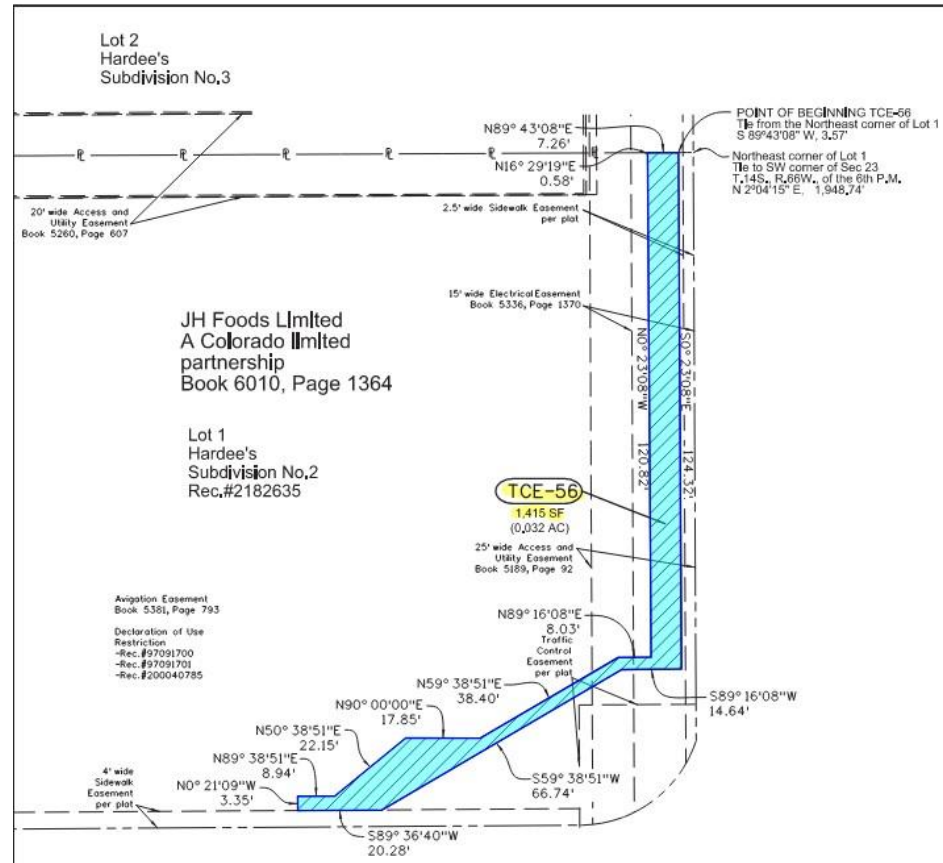 Lot 2
Hardee's
Subdivision No.3
N89° 43'08"E
7.26'
N16° 29'19"E
0.58'
POINT OF BEGINNING TCE-56
Tie from the Northeast corner of Lot 1
S 89°43'08" W, 3.57'
Northeast corner of Lot 1
Tie to SW corner of Sec 23
T.14S., R.66W., of the 6th P.M.
N 2°04'15" E, 1,948.74'
PL PL PL PL PL PL
20' wide Access and
Utility Easement
Book 5260, Page 607
2.5' wide Sidewalk Easement
per plat
15' wide Electrical Easement
Book 5336, Page 1370
JH Foods Limited
A Colorado limited
partnership
Book 6010, Page 1364
N0° 23'08"W 120.82'
S0° 23'08"E 124.32'
Lot 1
Hardee's
Subdivision No.2
Rec.#2182635
TCE-56
1,415 SF
(0.032 AC)
25' wide Access and
Utility Easement
Book 5189, Page 92
Avigation Easement
Book 5381, Page 793
Declaration of Use
Restriction
-Rec.#97091700
-Rec.#97091701
-Rec.#200040785
N89° 16'08"E
8.03'
Traffic
Control
Easement
per plat
N59° 38'51"E
38.40'
S89° 16'08"W
14.64'
N90° 00'00"E
17.85'
N50° 38'51"E
22.15'
N89° 38'51"E
8.94'
N0° 21'09"W
3.35'
S59° 38'51"W
66.74'
4' wide
Sidewalk
Easement
per plat
S89° 36'40"W
20.28'